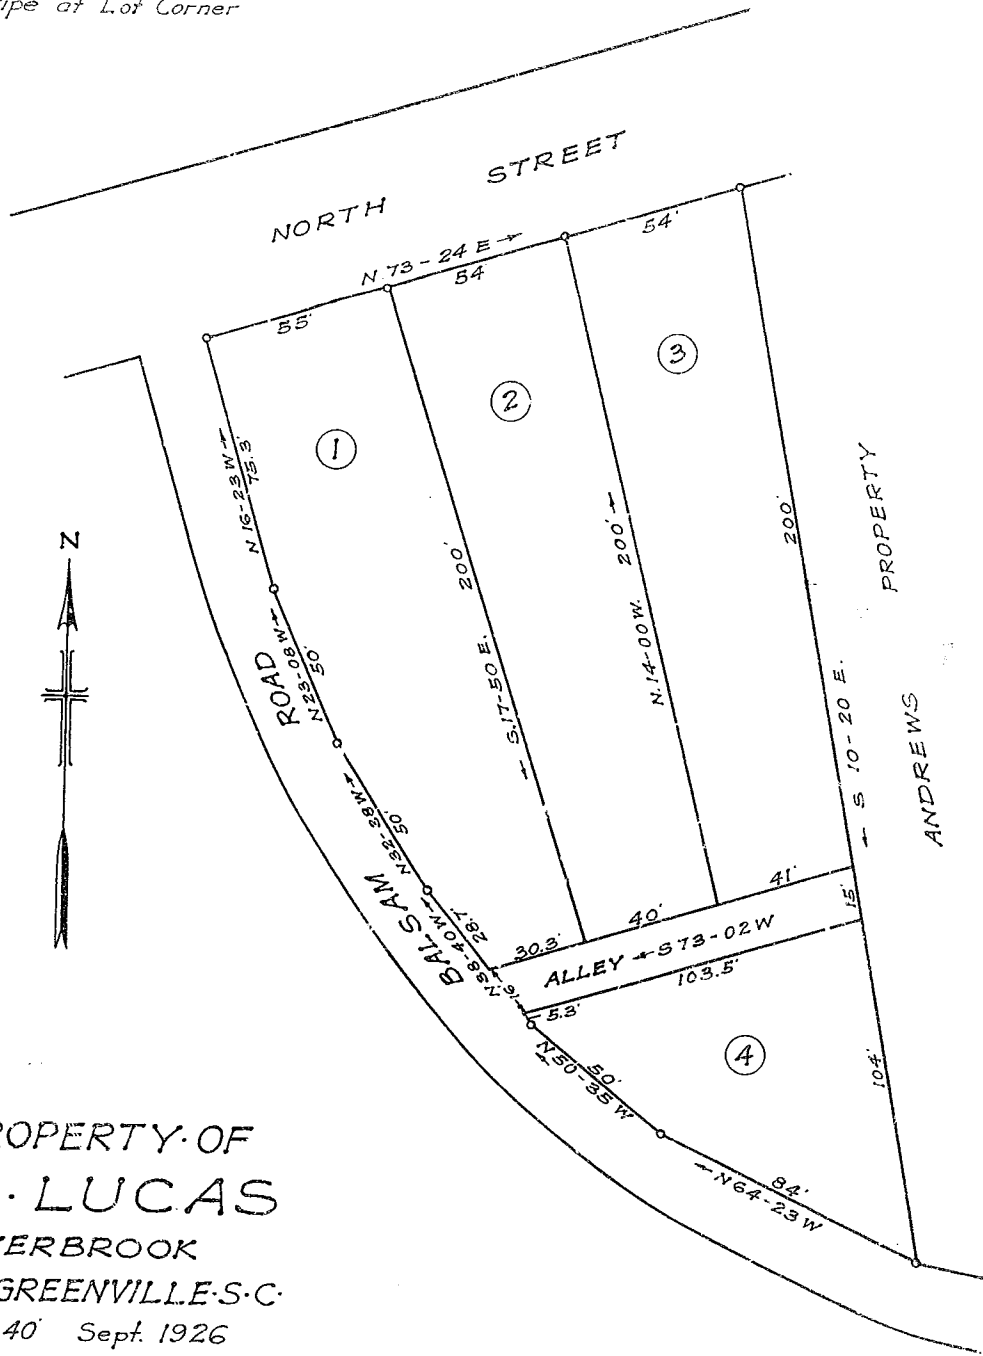 ipe at Lot Corner
NORTH STREET
N. 73-24 E
55'
54
54'
1
2
3
N 16-23 W
75.3'
200'
S. 17-50 E.
200'
N. 14-00 W.
200'
S 10-20 E.
ANDREWS PROPERTY
N
BALSAM ROAD
N 23-08 W
50'
N 32-38 W
50'
N 38-40 W
28.7'
16.7
30.3'
40'
41'
15'
ALLEY S 73-02 W
103.5'
5.3'
4
104'
N 50-35 W
50'
84'
N 64-23 W
OPERTY·OF
· LUCAS
ERBROOK
GREENVILLE·S·C·
40' Sept. 1926